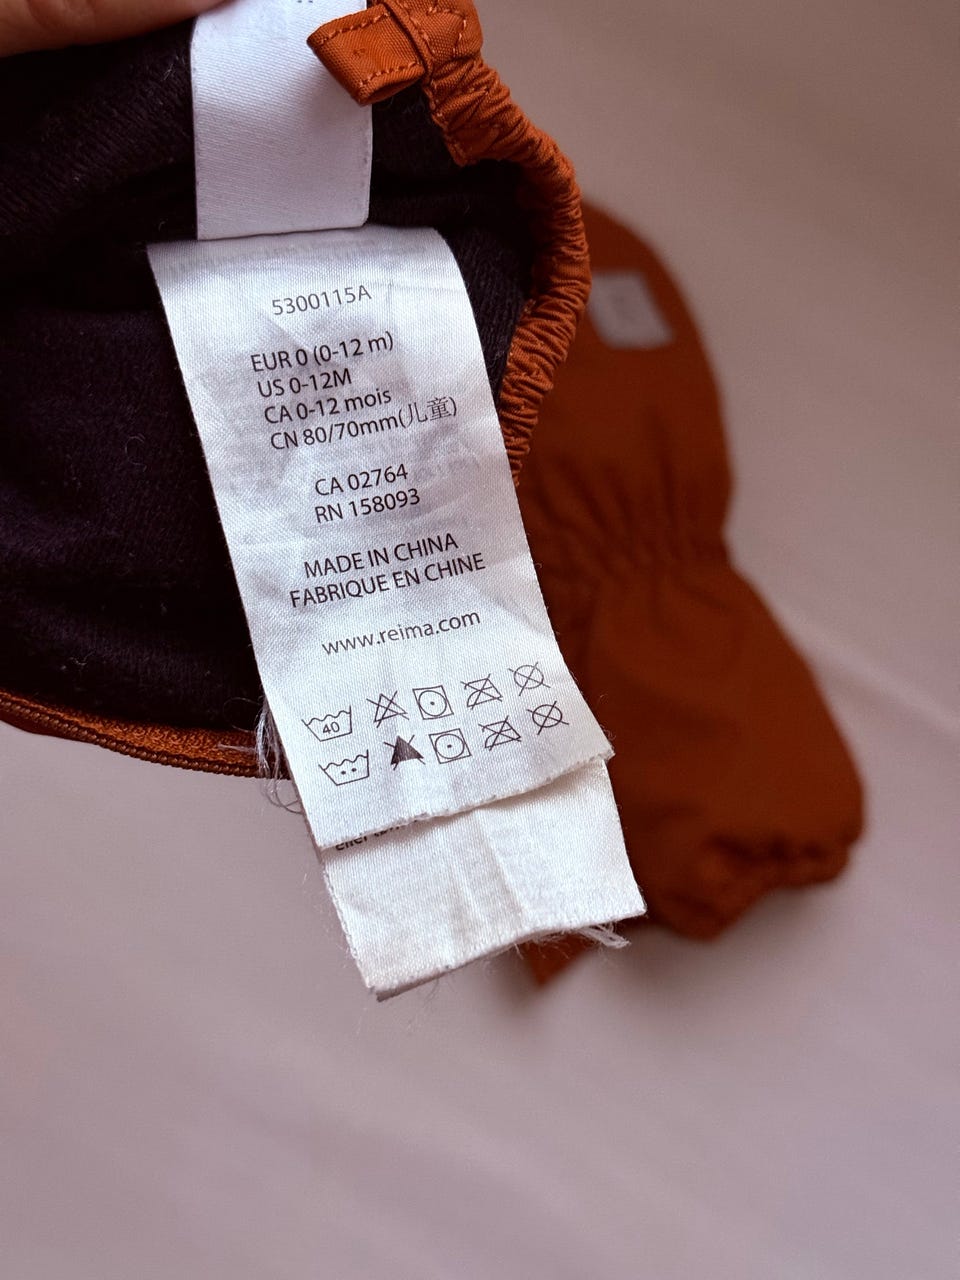 5300115A
EUR 0 (0-12 m)
US 0-12M
CA 0-12 mois
CN 80/70mm(儿童)
CA 02764
RN 158093
MADE IN CHINA
FABRIQUE EN CHINE
www.reima.com
40
eller